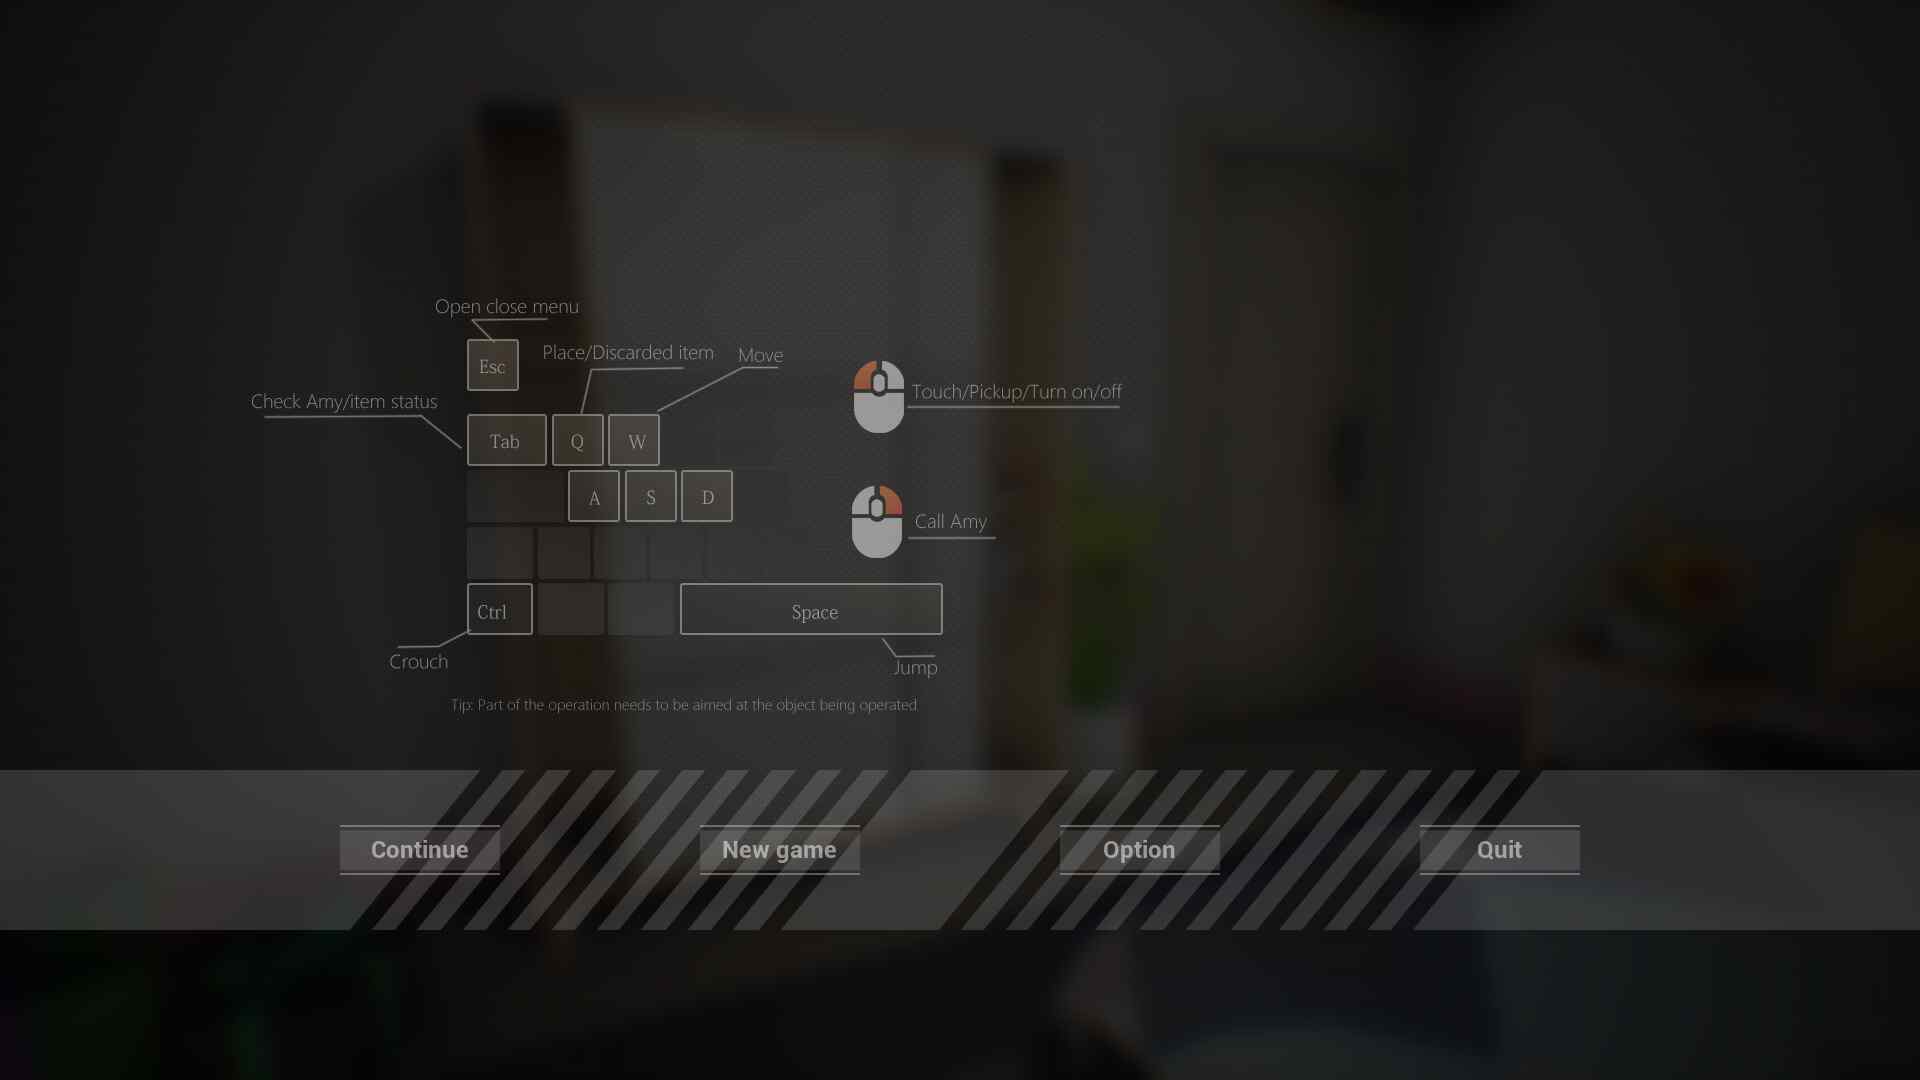 Open close menu
Esc
Place/Discarded item
Move
Touch/Pickup/Turn on/off
Check Amy/item status
Tab
Q
W
A
S
D
Call Amy
Ctrl
Space
Crouch
Jump
Tip: Part of the operation needs to be aimed at the object being operated.
Continue
New game
Option
Quit